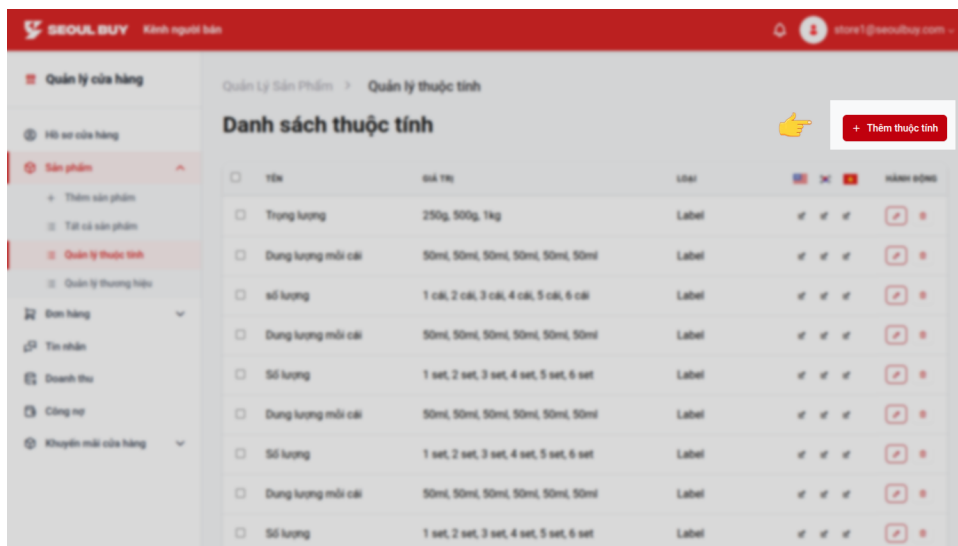 SEOUL BUY Kênh người bán
store1@seoulbuy.com
Quản lý cửa hàng
Quản Lý Sản Phẩm > Quản lý thuộc tính
Danh sách thuộc tính
+ Thêm thuộc tính
Hồ sơ cửa hàng
Sản phẩm
+ Thêm sản phẩm
Tất cả sản phẩm
Quản lý thuộc tính
Quản lý thương hiệu
Đơn hàng
Tin nhắn
Doanh thu
Công nợ
Khuyến mãi cửa hàng
TÊN GIÁ TRỊ LOẠI HÀNH ĐỘNG
Trọng lượng 250g, 500g, 1kg Label
Dung lượng mỗi cái 50ml, 50ml, 50ml, 50ml, 50ml, 50ml Label
số lượng 1 cái, 2 cái, 3 cái, 4 cái, 5 cái, 6 cái Label
Dung lượng mỗi cái 50ml, 50ml, 50ml, 50ml, 50ml, 50ml Label
Số lượng 1 set, 2 set, 3 set, 4 set, 5 set, 6 set Label
Dung lượng mỗi cái 50ml, 50ml, 50ml, 50ml, 50ml, 50ml Label
Số lượng 1 set, 2 set, 3 set, 4 set, 5 set, 6 set Label
Dung lượng mỗi cái 50ml, 50ml, 50ml, 50ml, 50ml, 50ml Label
Số lượng 1 set, 2 set, 3 set, 4 set, 5 set, 6 set Label